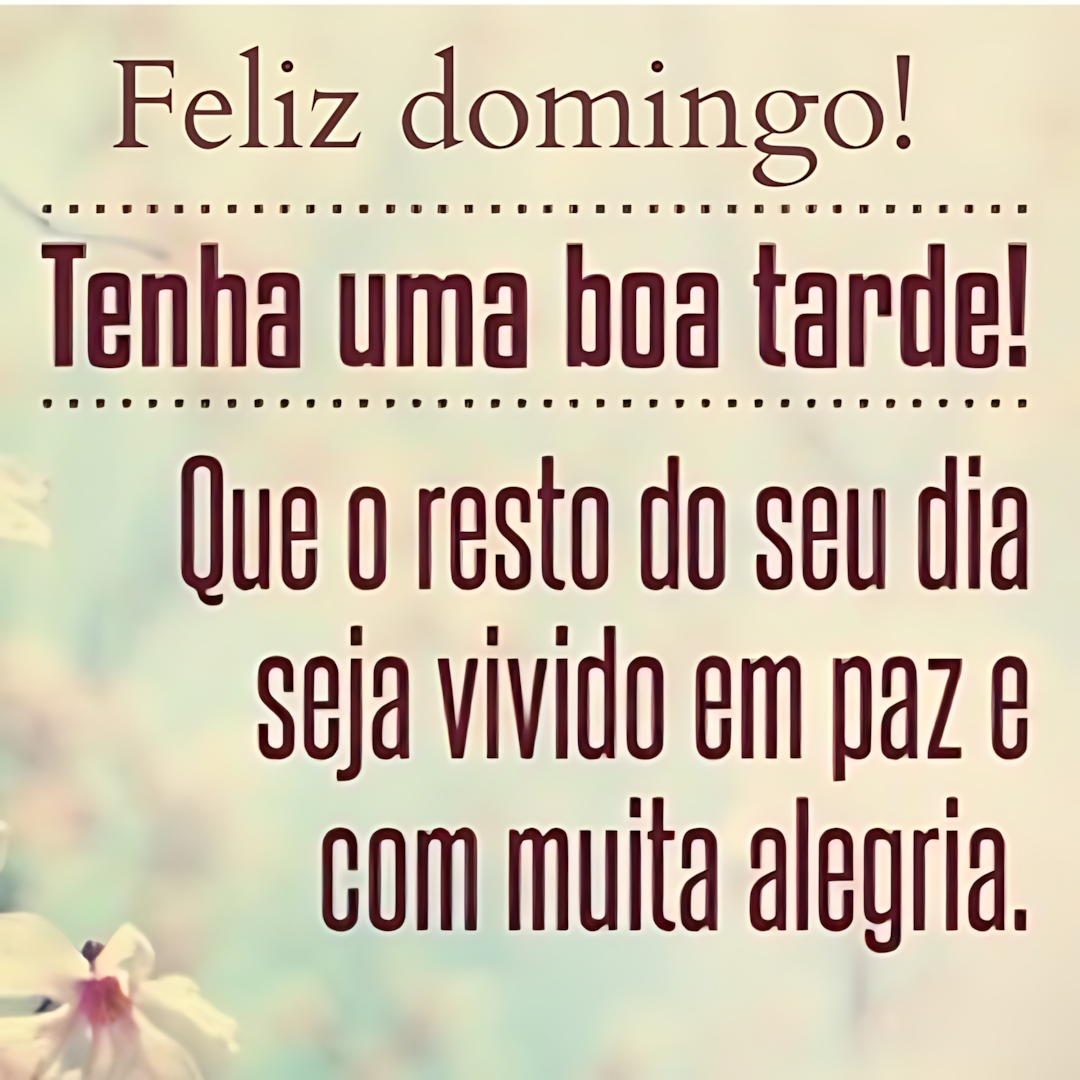 Feliz domingo!
Tenha uma boa tarde!
Que o resto do seu dia
seja vivido em paz e
com muita alegria.